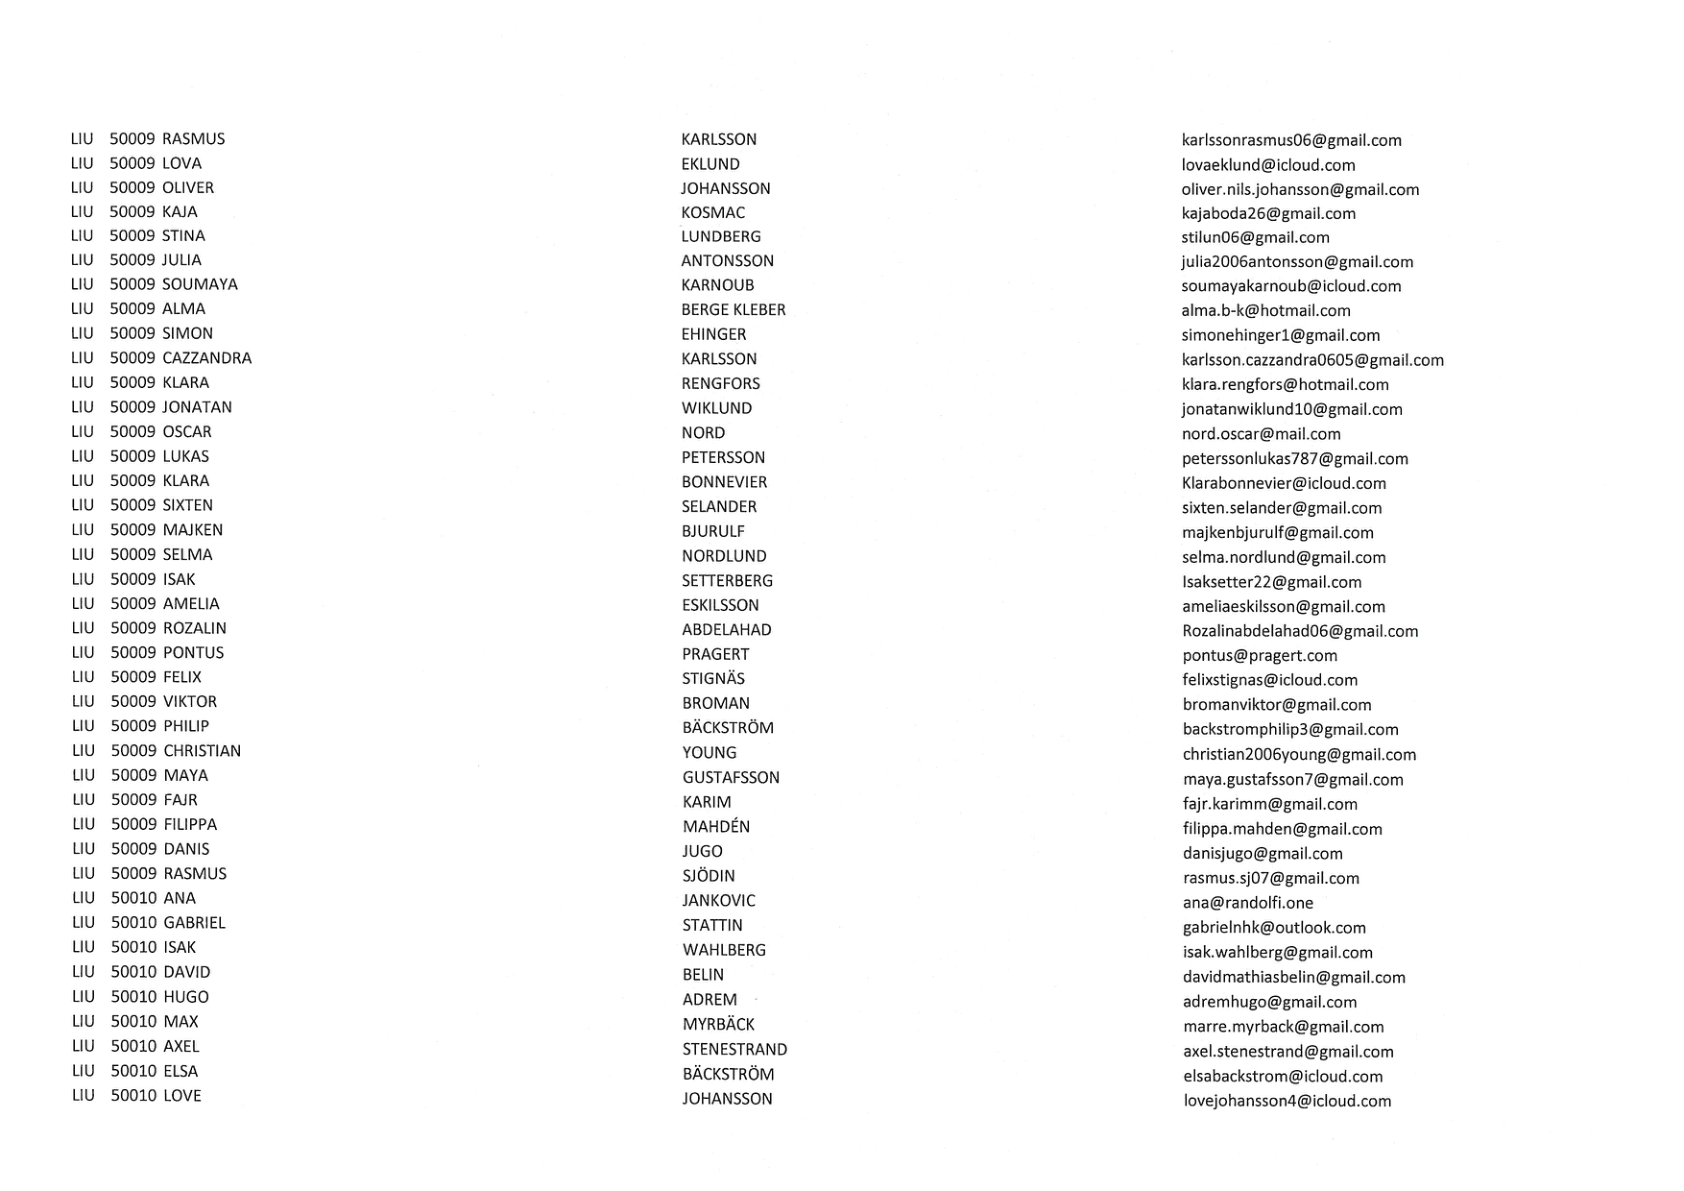 LIU 50009 RASMUS KARLSSON karlssonrasmus06@gmail.com
LIU 50009 LOVA EKLUND lovaeklund@icloud.com
LIU 50009 OLIVER JOHANSSON oliver.nils.johansson@gmail.com
LIU 50009 KAJA KOSMAC kajaboda26@gmail.com
LIU 50009 STINA LUNDBERG stilun06@gmail.com
LIU 50009 JULIA ANTONSSON julia2006antonsson@gmail.com
LIU 50009 SOUMAYA KARNOUB soumayakarnoub@icloud.com
LIU 50009 ALMA BERGE KLEBER alma.b-k@hotmail.com
LIU 50009 SIMON EHINGER simonehinger1@gmail.com
LIU 50009 CAZZANDRA KARLSSON karlsson.cazzandra0605@gmail.com
LIU 50009 KLARA RENGFORS klara.rengfors@hotmail.com
LIU 50009 JONATAN WIKLUND jonatanwiklund10@gmail.com
LIU 50009 OSCAR NORD nord.oscar@mail.com
LIU 50009 LUKAS PETERSSON peterssonlukas787@gmail.com
LIU 50009 KLARA BONNEVIER Klarabonnevier@icloud.com
LIU 50009 SIXTEN SELANDER sixten.selander@gmail.com
LIU 50009 MAJKEN BJURULF majkenbjurulf@gmail.com
LIU 50009 SELMA NORDLUND selma.nordlund@gmail.com
LIU 50009 ISAK SETTERBERG Isaksetter22@gmail.com
LIU 50009 AMELIA ESKILSSON ameliaeskilsson@gmail.com
LIU 50009 ROZALIN ABDELAHAD Rozalinabdelahad06@gmail.com
LIU 50009 PONTUS PRAGERT pontus@pragert.com
LIU 50009 FELIX STIGNÄS felixstignas@icloud.com
LIU 50009 VIKTOR BROMAN bromanviktor@gmail.com
LIU 50009 PHILIP BÄCKSTRÖM backstromphilip3@gmail.com
LIU 50009 CHRISTIAN YOUNG christian2006young@gmail.com
LIU 50009 MAYA GUSTAFSSON maya.gustafsson7@gmail.com
LIU 50009 FAJR KARIM fajr.karimm@gmail.com
LIU 50009 FILIPPA MAHDÉN filippa.mahden@gmail.com
LIU 50009 DANIS JUGO danisjugo@gmail.com
LIU 50009 RASMUS SJÖDIN rasmus.sj07@gmail.com
LIU 50010 ANA JANKOVIC ana@randolfi.one
LIU 50010 GABRIEL STATTIN gabrielnhk@outlook.com
LIU 50010 ISAK WAHLBERG isak.wahlberg@gmail.com
LIU 50010 DAVID BELIN davidmathiasbelin@gmail.com
LIU 50010 HUGO ADREM adremhugo@gmail.com
LIU 50010 MAX MYRBÄCK marre.myrback@gmail.com
LIU 50010 AXEL STENESTRAND axel.stenestrand@gmail.com
LIU 50010 ELSA BÄCKSTRÖM elsabackstrom@icloud.com
LIU 50010 LOVE JOHANSSON lovejohansson4@icloud.com